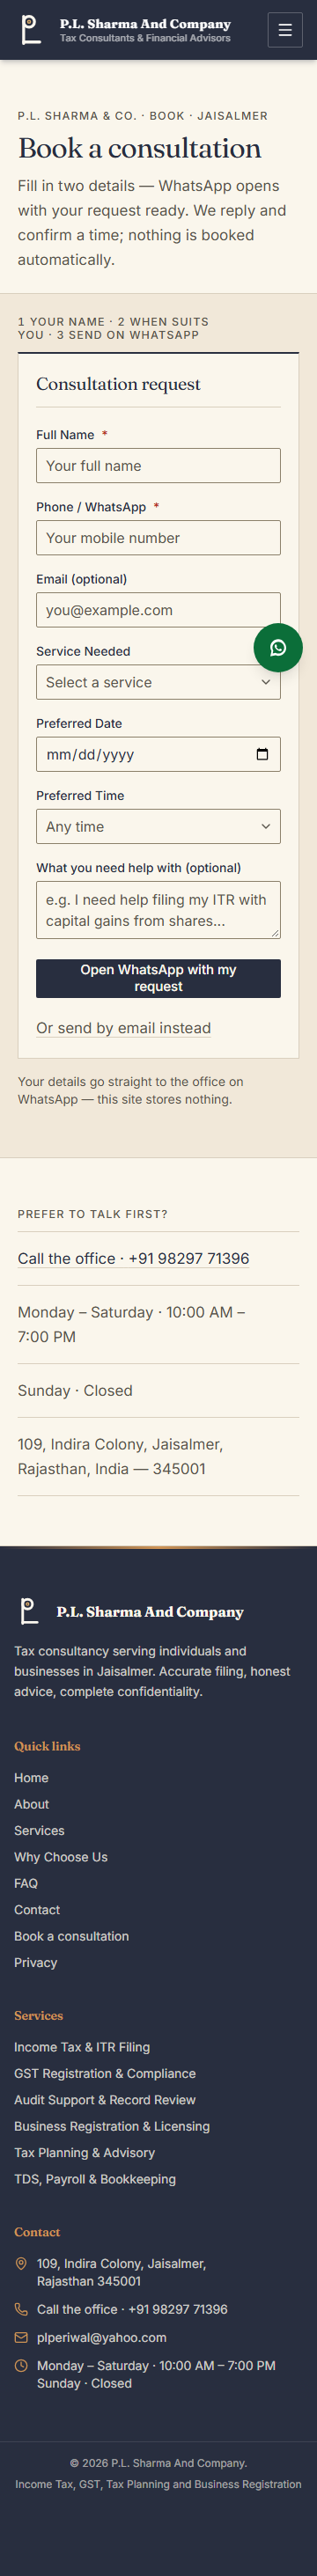 P.L. Sharma And Company
Tax Consultants & Financial Advisors
P.L. SHARMA & CO. · BOOK · JAISALMER
Book a consultation
Fill in two details — WhatsApp opens
with your request ready. We reply and
confirm a time; nothing is booked
automatically.
1 YOUR NAME · 2 WHEN SUITS
YOU · 3 SEND ON WHATSAPP
Consultation request
Full Name *
Your full name
Phone / WhatsApp *
Your mobile number
Email (optional)
you@example.com
Service Needed
Select a service
Preferred Date
mm/dd/yyyy
Preferred Time
Any time
What you need help with (optional)
e.g. I need help filing my ITR with
capital gains from shares...
Open WhatsApp with my
request
Or send by email instead
Your details go straight to the office on
WhatsApp — this site stores nothing.
PREFER TO TALK FIRST?
Call the office · +91 98297 71396
Monday – Saturday · 10:00 AM –
7:00 PM
Sunday · Closed
109, Indira Colony, Jaisalmer,
Rajasthan, India — 345001
P.L. Sharma And Company
Tax consultancy serving individuals and
businesses in Jaisalmer. Accurate filing, honest
advice, complete confidentiality.
Quick links
Home
About
Services
Why Choose Us
FAQ
Contact
Book a consultation
Privacy
Services
Income Tax & ITR Filing
GST Registration & Compliance
Audit Support & Record Review
Business Registration & Licensing
Tax Planning & Advisory
TDS, Payroll & Bookkeeping
Contact
109, Indira Colony, Jaisalmer,
Rajasthan 345001
Call the office · +91 98297 71396
plperiwal@yahoo.com
Monday – Saturday · 10:00 AM – 7:00 PM
Sunday · Closed
© 2026 P.L. Sharma And Company.
Income Tax, GST, Tax Planning and Business Registration